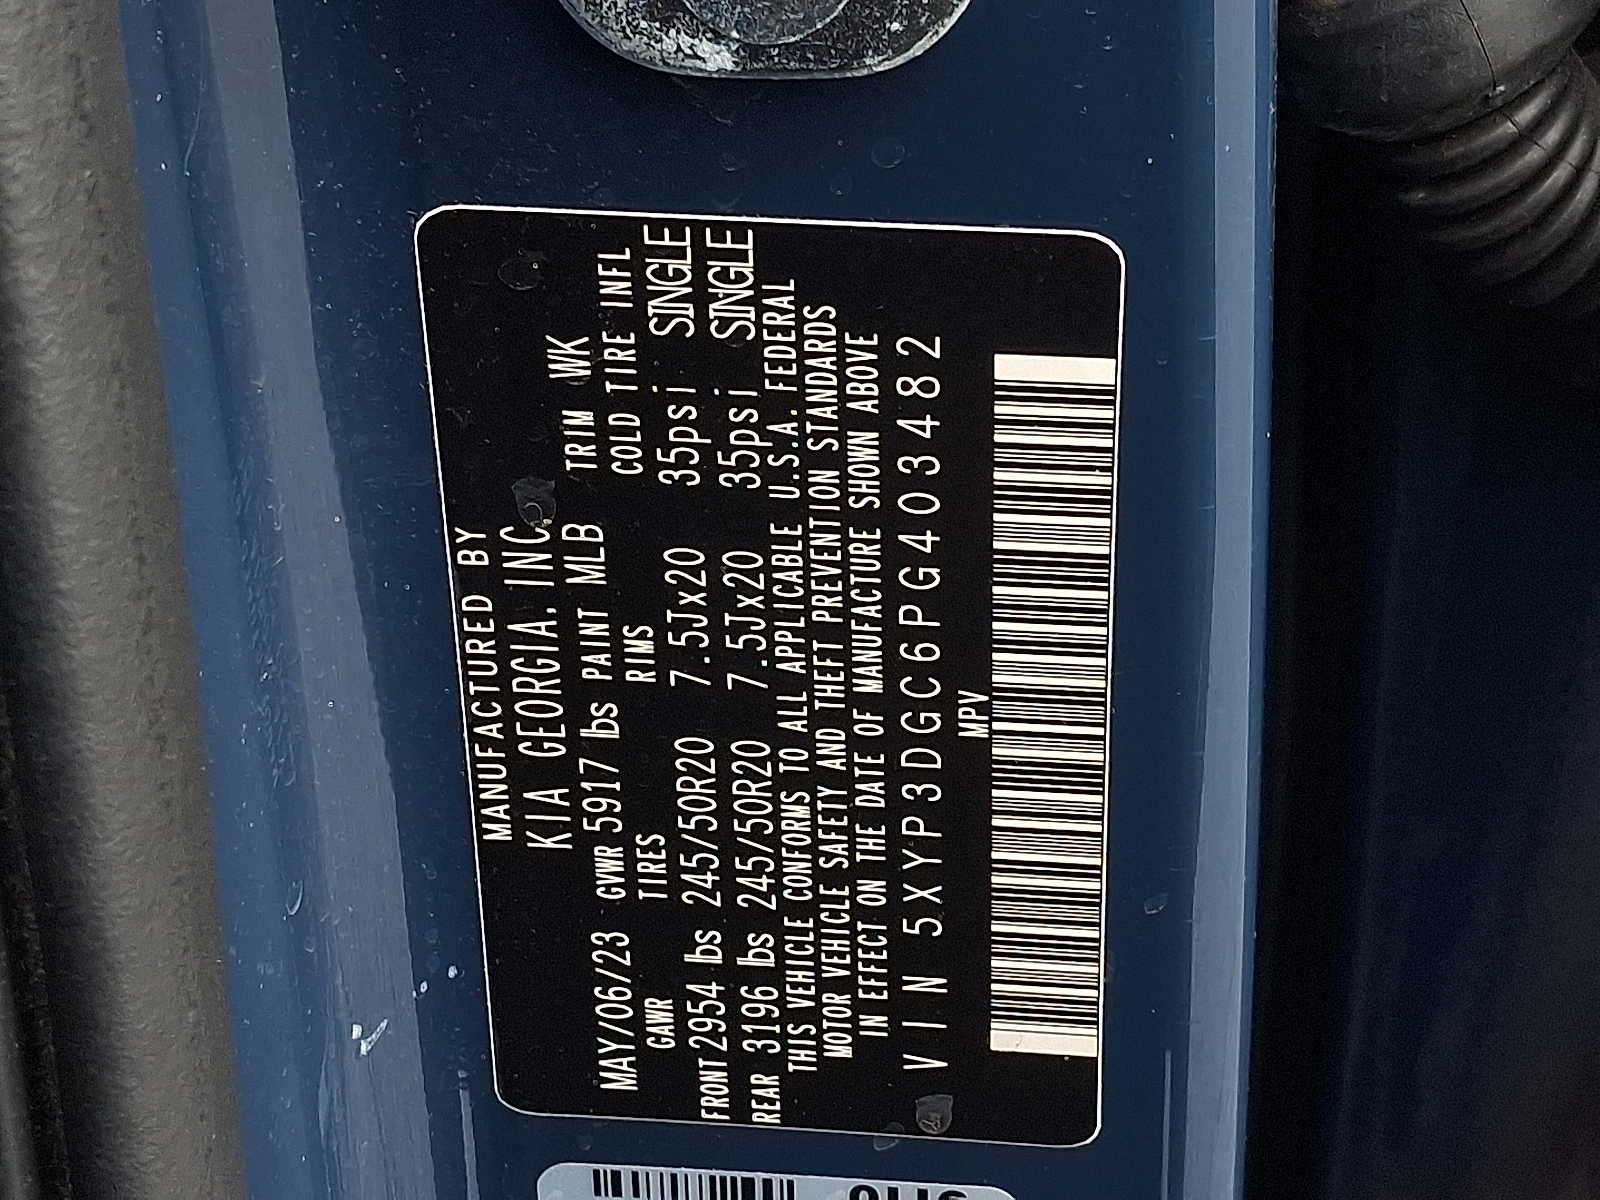 MANUFACTURED BY
KIA GEORGIA, INC
MAY/06/23 GVWR 5917 lbs PAINT MLB TRIM WK
GAWR TIRES RIMS COLD TIRE INFL
FRONT 2954 lbs 245/50R20 7.5Jx20 35psi SINGLE
REAR 3196 lbs 245/50R20 7.5Jx20 35psi SINGLE
THIS VEHICLE CONFORMS TO ALL APPLICABLE U.S.A. FEDERAL
MOTOR VEHICLE SAFETY AND THEFT PREVENTION STANDARDS
IN EFFECT ON THE DATE OF MANUFACTURE SHOWN ABOVE
VIN 5XYP3DGC6PG403482
MPV